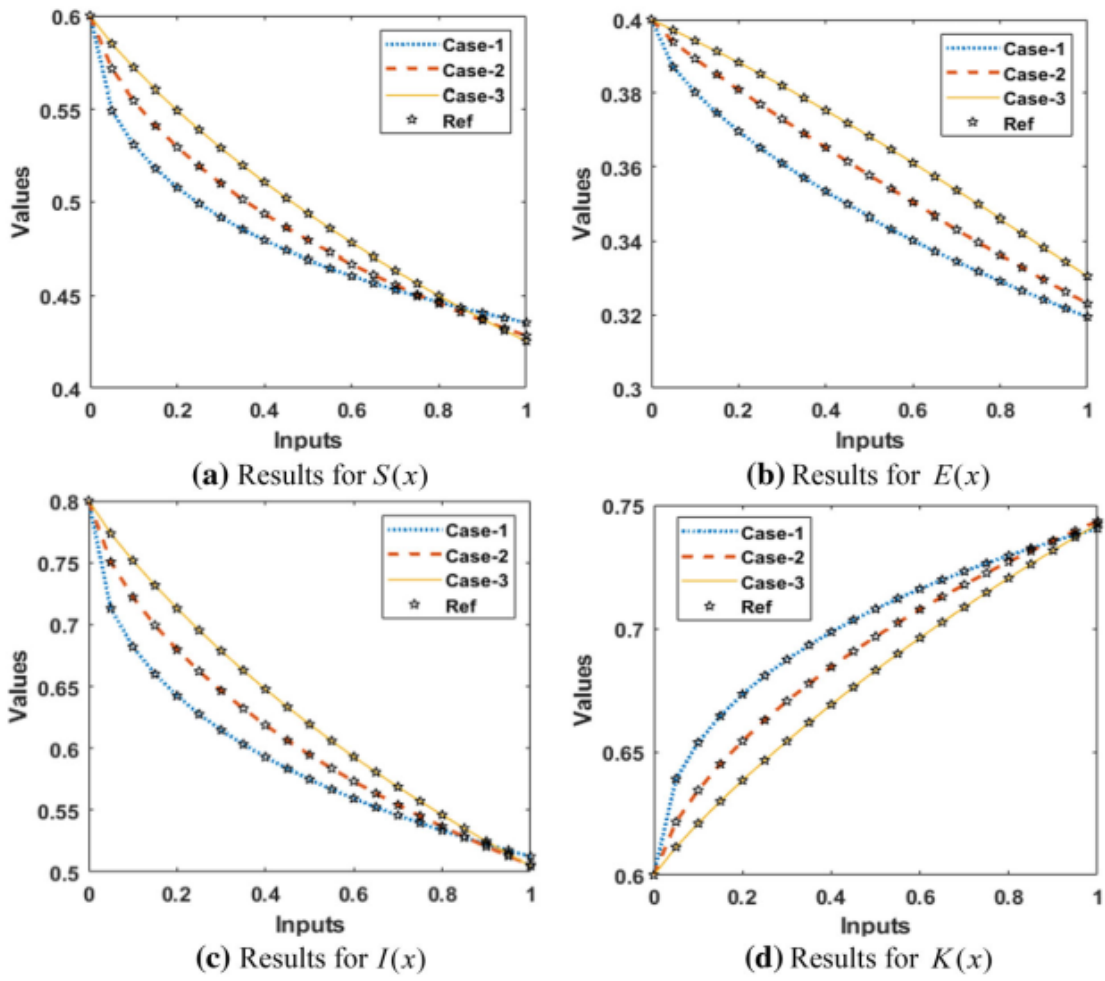 0.6
0.55
0.5
0.45
0.4
Values
Case-1
Case-2
Case-3
Ref
0 0.2 0.4 0.6 0.8 1
Inputs
(a) Results for S(x)
0.4
0.38
0.36
0.34
0.32
0.3
Values
Case-1
Case-2
Case-3
Ref
0 0.2 0.4 0.6 0.8 1
Inputs
(b) Results for E(x)
0.8
0.75
0.7
0.65
0.6
0.55
0.5
Values
Case-1
Case-2
Case-3
Ref
0 0.2 0.4 0.6 0.8 1
Inputs
(c) Results for I(x)
0.75
0.7
0.65
0.6
Values
Case-1
Case-2
Case-3
Ref
0 0.2 0.4 0.6 0.8 1
Inputs
(d) Results for K(x)